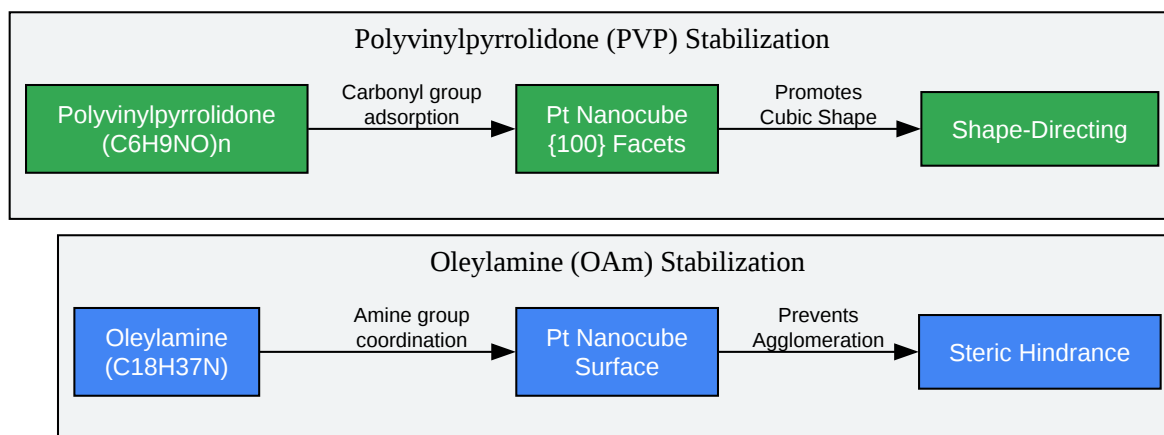 Polyvinylpyrrolidone (PVP) Stabilization
Polyvinylpyrrolidone
(C6H9NO)n
Carbonyl group
adsorption
Pt Nanocube
{100} Facets
Promotes
Cubic Shape
Shape-Directing
Oleylamine (OAm) Stabilization
Oleylamine
(C18H37N)
Amine group
coordination
Pt Nanocube
Surface
Prevents
Agglomeration
Steric Hindrance